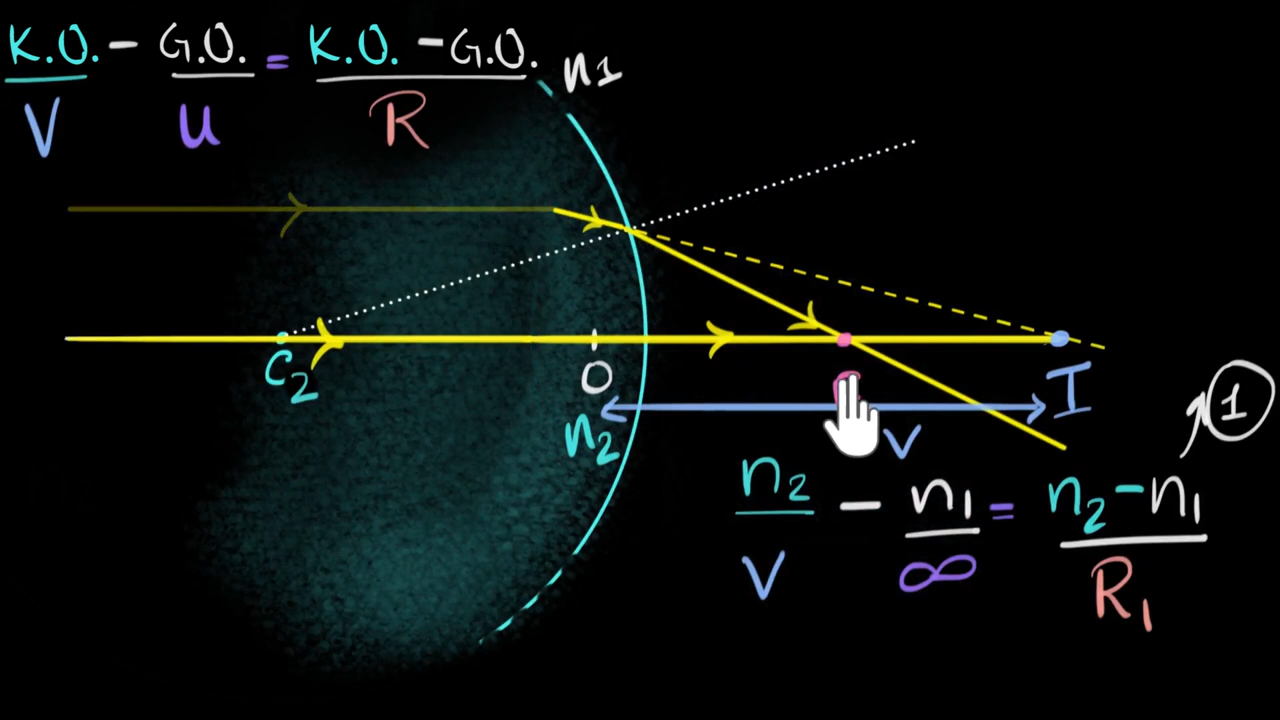 K.O. - G.O. = K.O. - G.O.
V u R
n1
C2
O
n2
I
V
1
n2 - n1 = n2 - n1
V ∞ R1